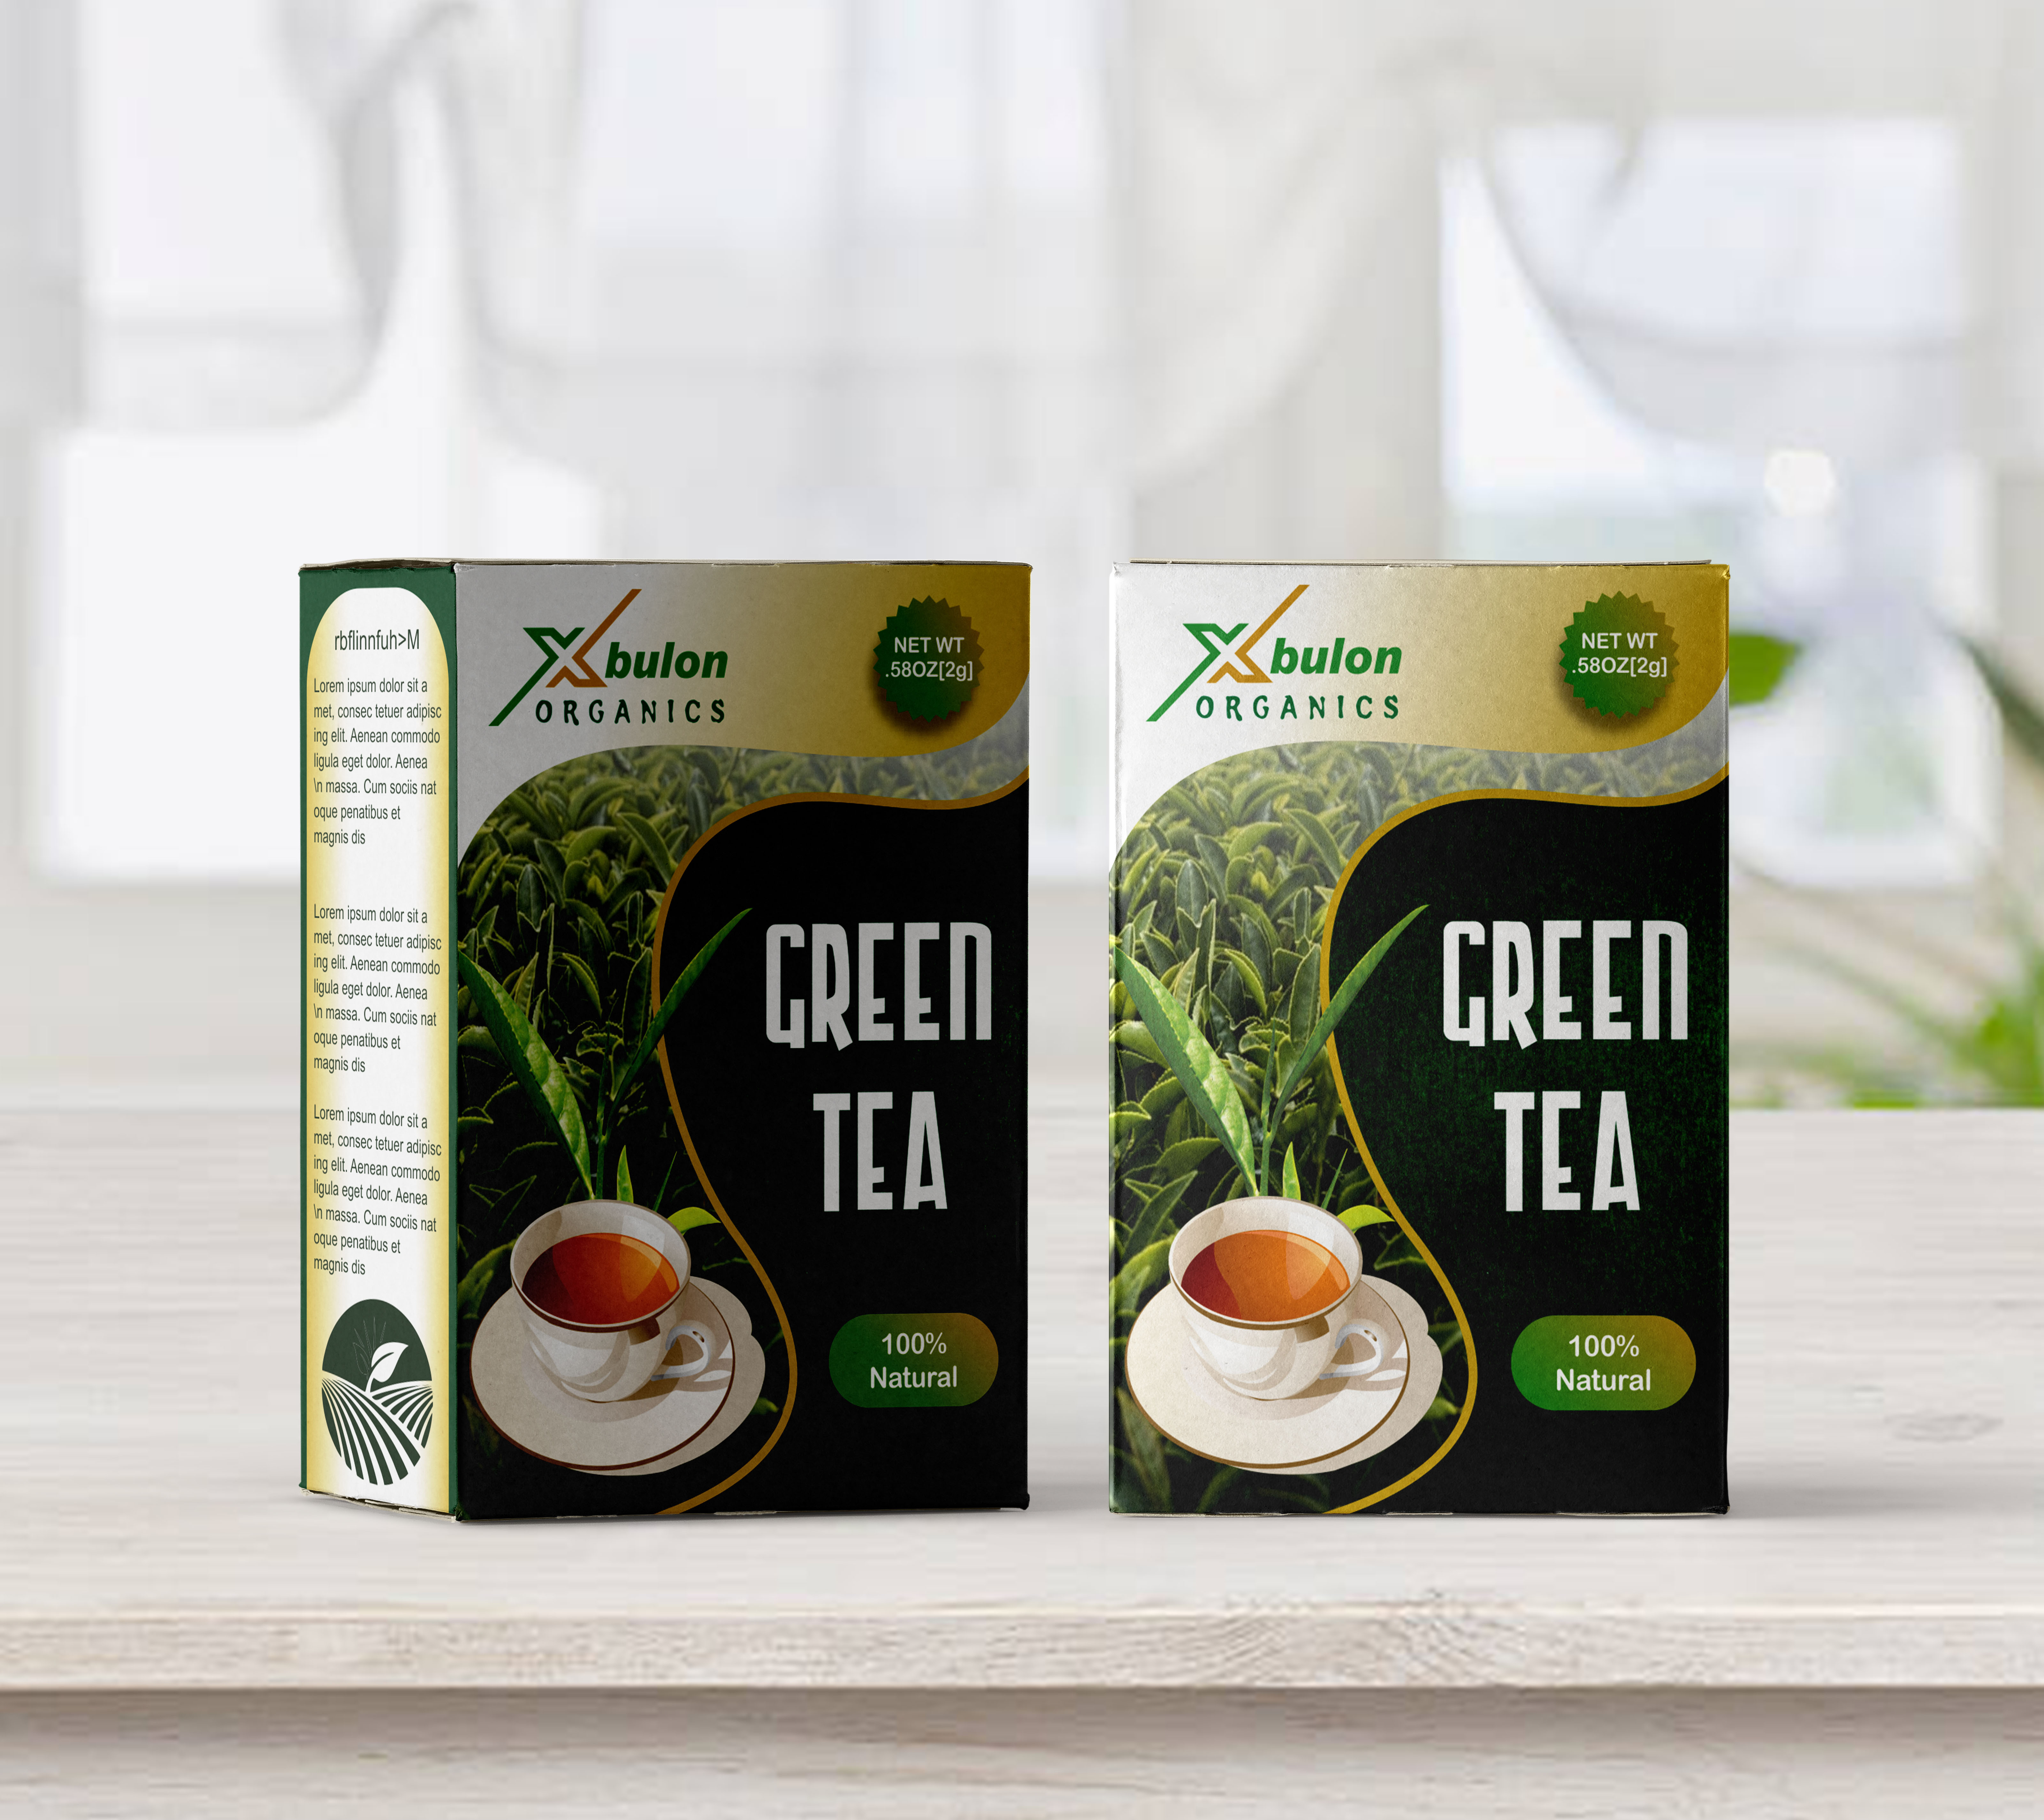 rbflinnfuh>M
Lorem ipsum dolor sit a
met, consec tetuer adipisc
ing elit. Aenean commodo
ligula eget dolor. Aenea
\n massa. Cum sociis nat
oque penatibus et
magnis dis
Lorem ipsum dolor sit a
met, consec tetuer adipisc
ing elit. Aenean commodo
ligula eget dolor. Aenea
\n massa. Cum sociis nat
oque penatibus et
magnis dis
Lorem ipsum dolor sit a
met, consec tetuer adipisc
ing elit. Aenean commodo
ligula eget dolor. Aenea
\n massa. Cum sociis nat
oque penatibus et
magnis dis
Xbulon
ORGANICS
NET WT
.58OZ[2g]
GREEN
TEA
100%
Natural
Xbulon
ORGANICS
NET WT
.58OZ[2g]
GREEN
TEA
100%
Natural